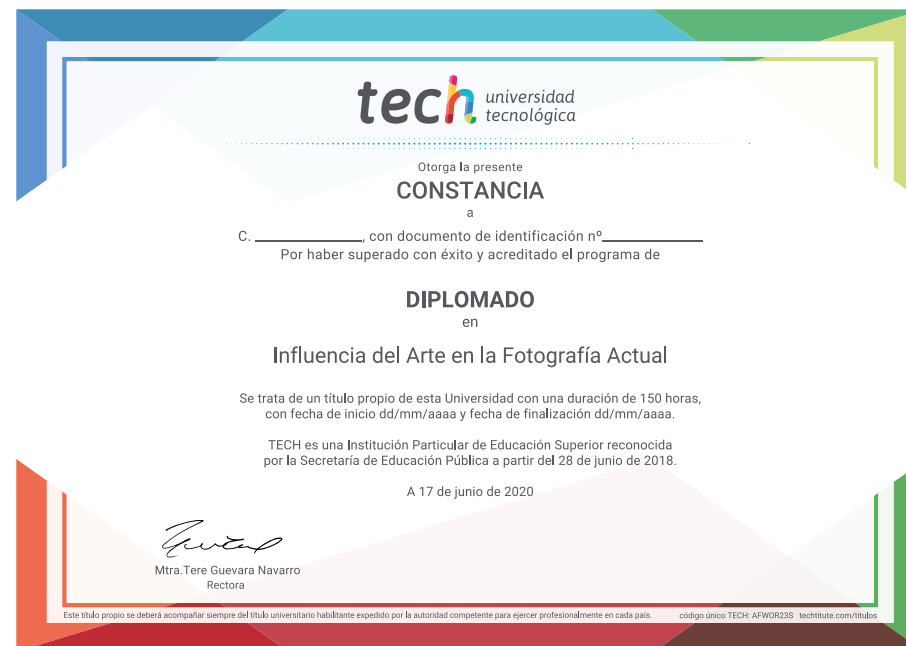 tech universidad
tecnológica
Otorga la presente
CONSTANCIA
a
C. ______________, con documento de identificación nº_____________
Por haber superado con éxito y acreditado el programa de
DIPLOMADO
en
Influencia del Arte en la Fotografía Actual
Se trata de un título propio de esta Universidad con una duración de 150 horas,
con fecha de inicio dd/mm/aaaa y fecha de finalización dd/mm/aaaa.
TECH es una Institución Particular de Educación Superior reconocida
por la Secretaría de Educación Pública a partir del 28 de junio de 2018.
A 17 de junio de 2020
Mtra.Tere Guevara Navarro
Rectora
Este título propio se deberá acompañar siempre del título universitario habilitante expedido por la autoridad competente para ejercer profesionalmente en cada país. código único TECH: AFWOR23S techtitute.com/títulos